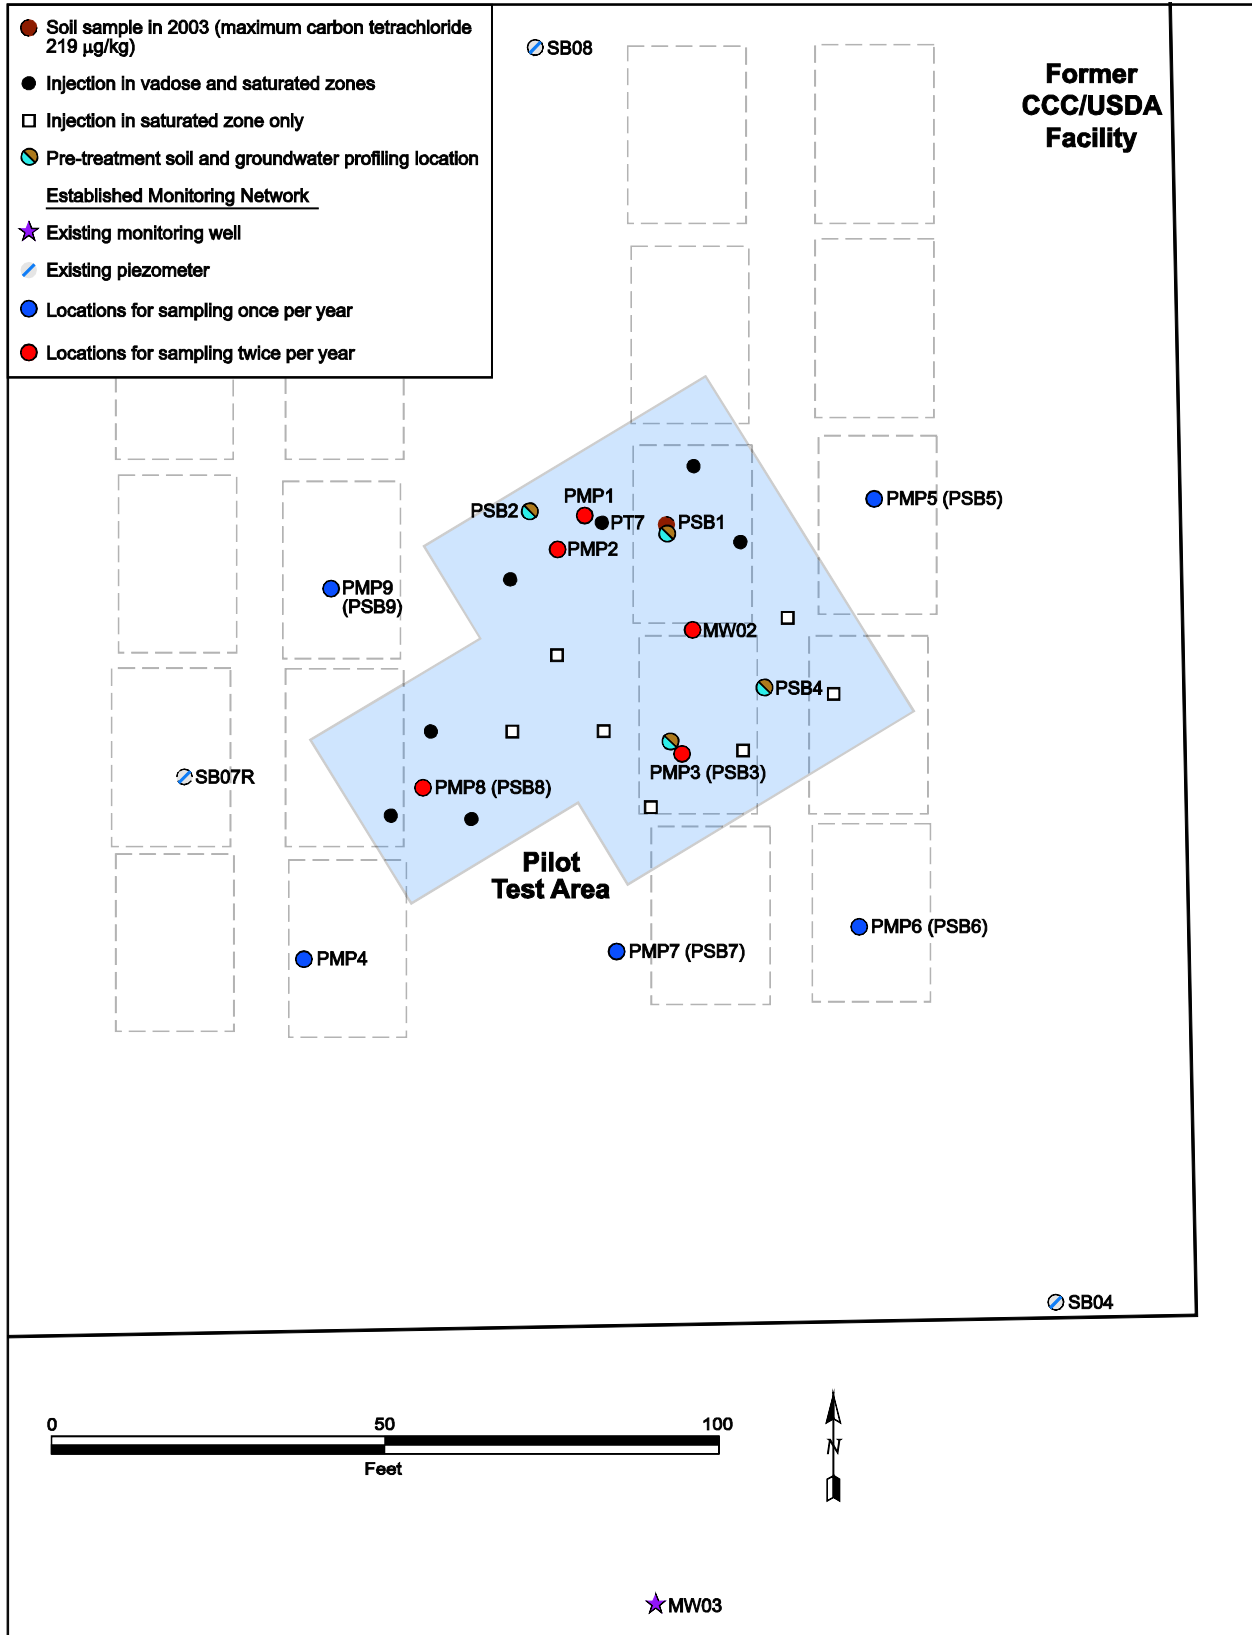 Soil sample in 2003 (maximum carbon tetrachloride
219 µg/kg)
Injection in vadose and saturated zones
Injection in saturated zone only
Pre-treatment soil and groundwater profiling location
Established Monitoring Network
Existing monitoring well
Existing piezometer
Locations for sampling once per year
Locations for sampling twice per year
SB08
Former
CCC/USDA
Facility
PMP1
PSB2
PT7
PSB1
PMP5 (PSB5)
PMP2
PMP9
(PSB9)
MW02
PSB4
SB07R
PMP3 (PSB3)
PMP8 (PSB8)
Pilot
Test Area
PMP6 (PSB6)
PMP7 (PSB7)
PMP4
SB04
0
50
100
Feet
N
MW03